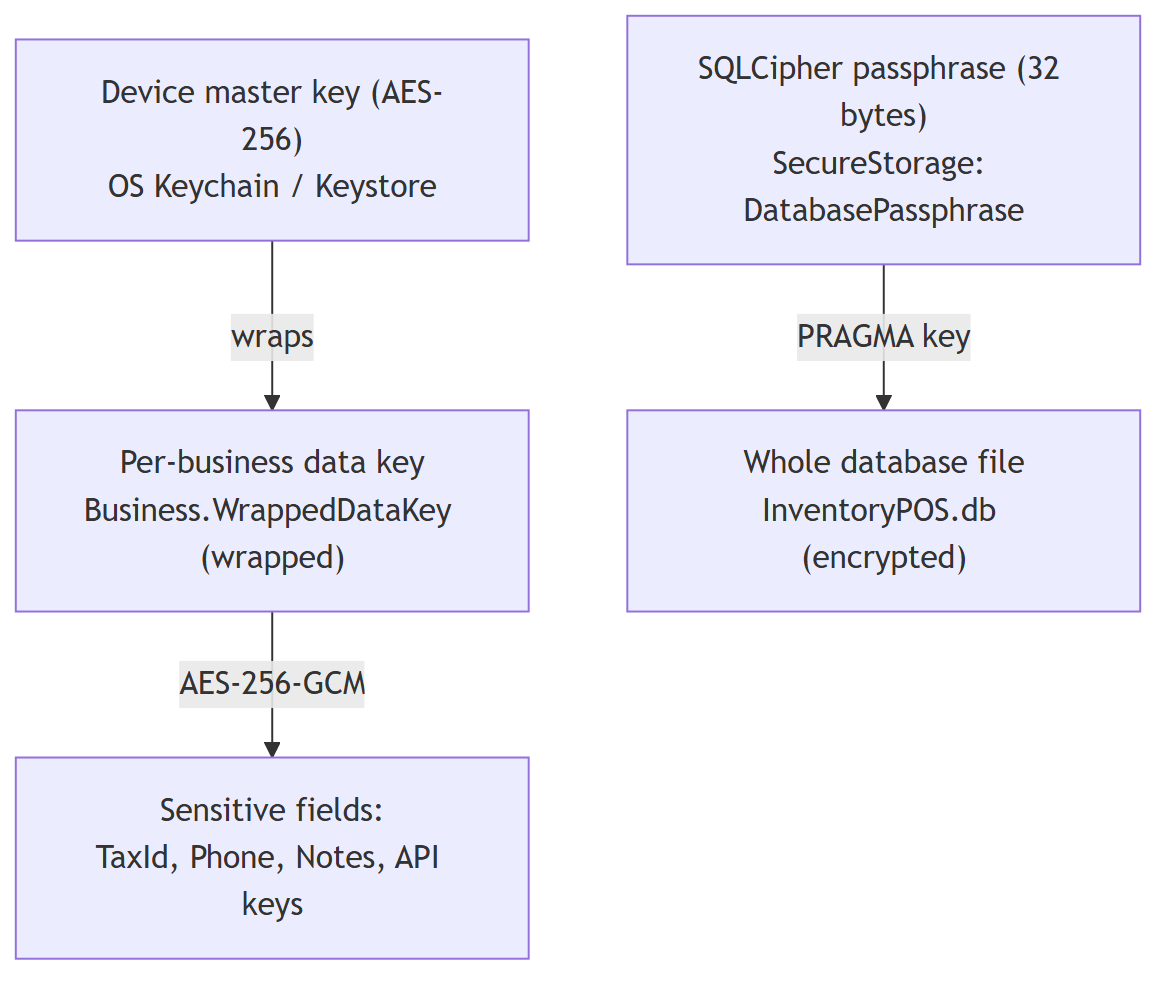 Device master key (AES-
256)
OS Keychain / Keystore
wraps
Per-business data key
Business.WrappedDataKey
(wrapped)
AES-256-GCM
Sensitive fields:
TaxId, Phone, Notes, API
keys
SQLCipher passphrase (32
bytes)
SecureStorage:
DatabasePassphrase
PRAGMA key
Whole database file
InventoryPOS.db
(encrypted)